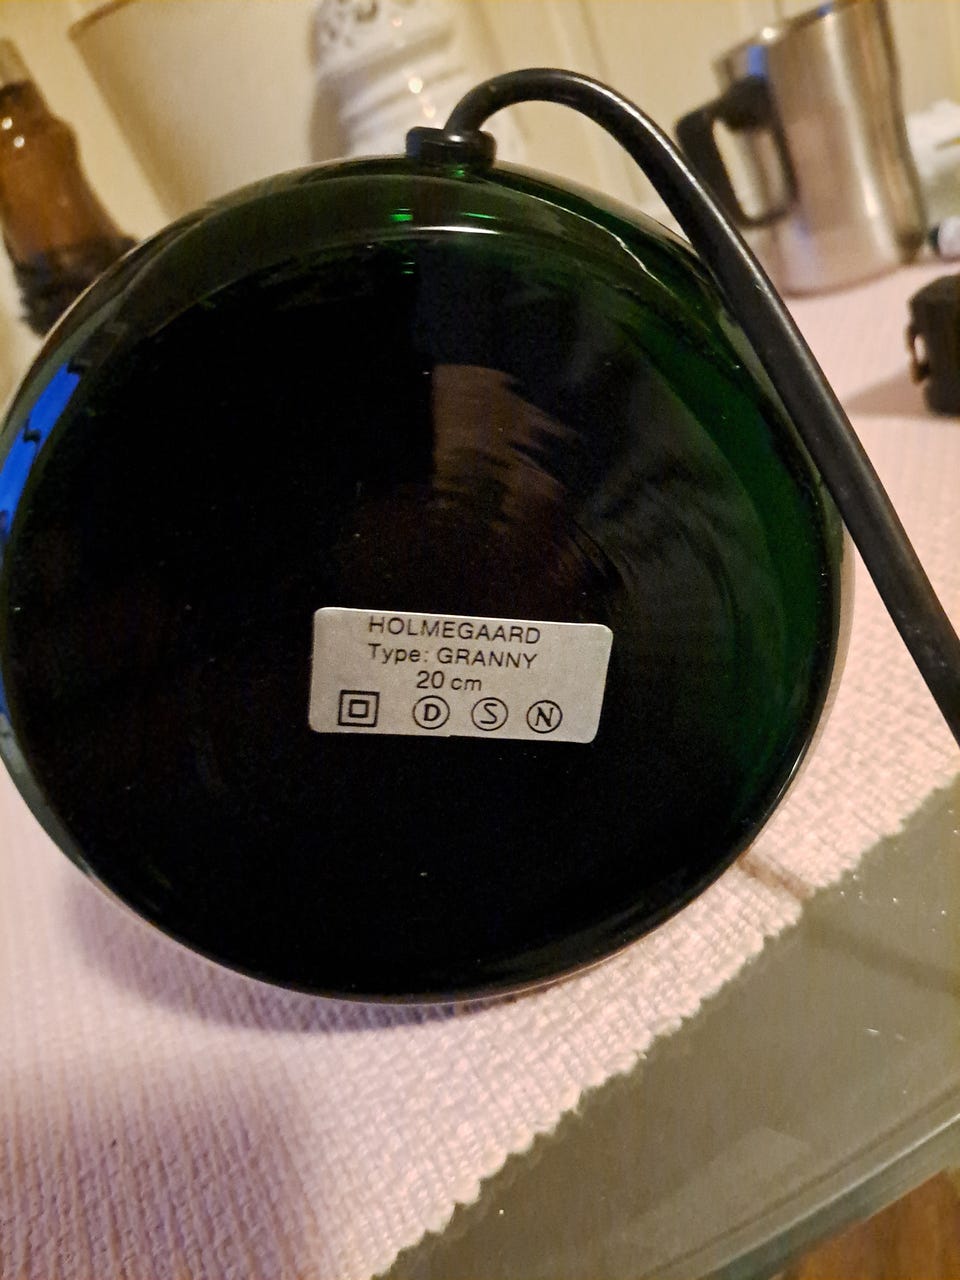 HOLMEGAARD
Type: GRANNY
20 cm
D S N